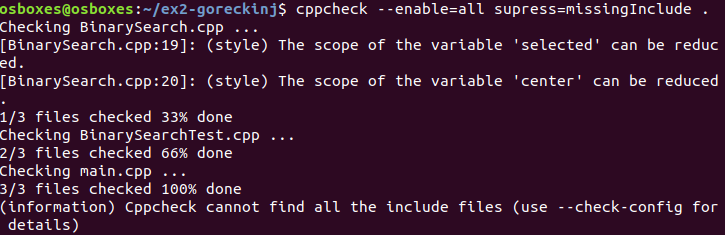 osboxes@osboxes:~/ex2-goreckinj$ cppcheck --enable=all supress=missingInclude .
Checking BinarySearch.cpp ...
[BinarySearch.cpp:19]: (style) The scope of the variable 'selected' can be reduc
ed.
[BinarySearch.cpp:20]: (style) The scope of the variable 'center' can be reduced
.
1/3 files checked 33% done
Checking BinarySearchTest.cpp ...
2/3 files checked 66% done
Checking main.cpp ...
3/3 files checked 100% done
(information) Cppcheck cannot find all the include files (use --check-config for
 details)